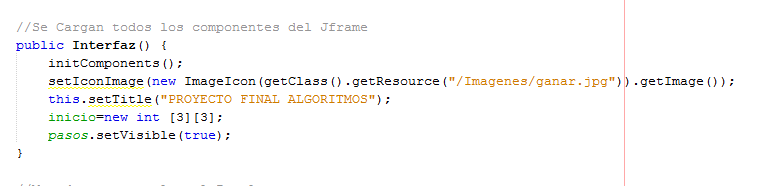 //Se Cargan todos los componentes del Jframe
public Interfaz() {
initComponents();
setIconImage(new ImageIcon(getClass().getResource("/Imagenes/ganar.jpg")).getImage());
this.setTitle("PROYECTO FINAL ALGORITMOS");
inicio=new int [3][3];
pasos.setVisible(true);
}